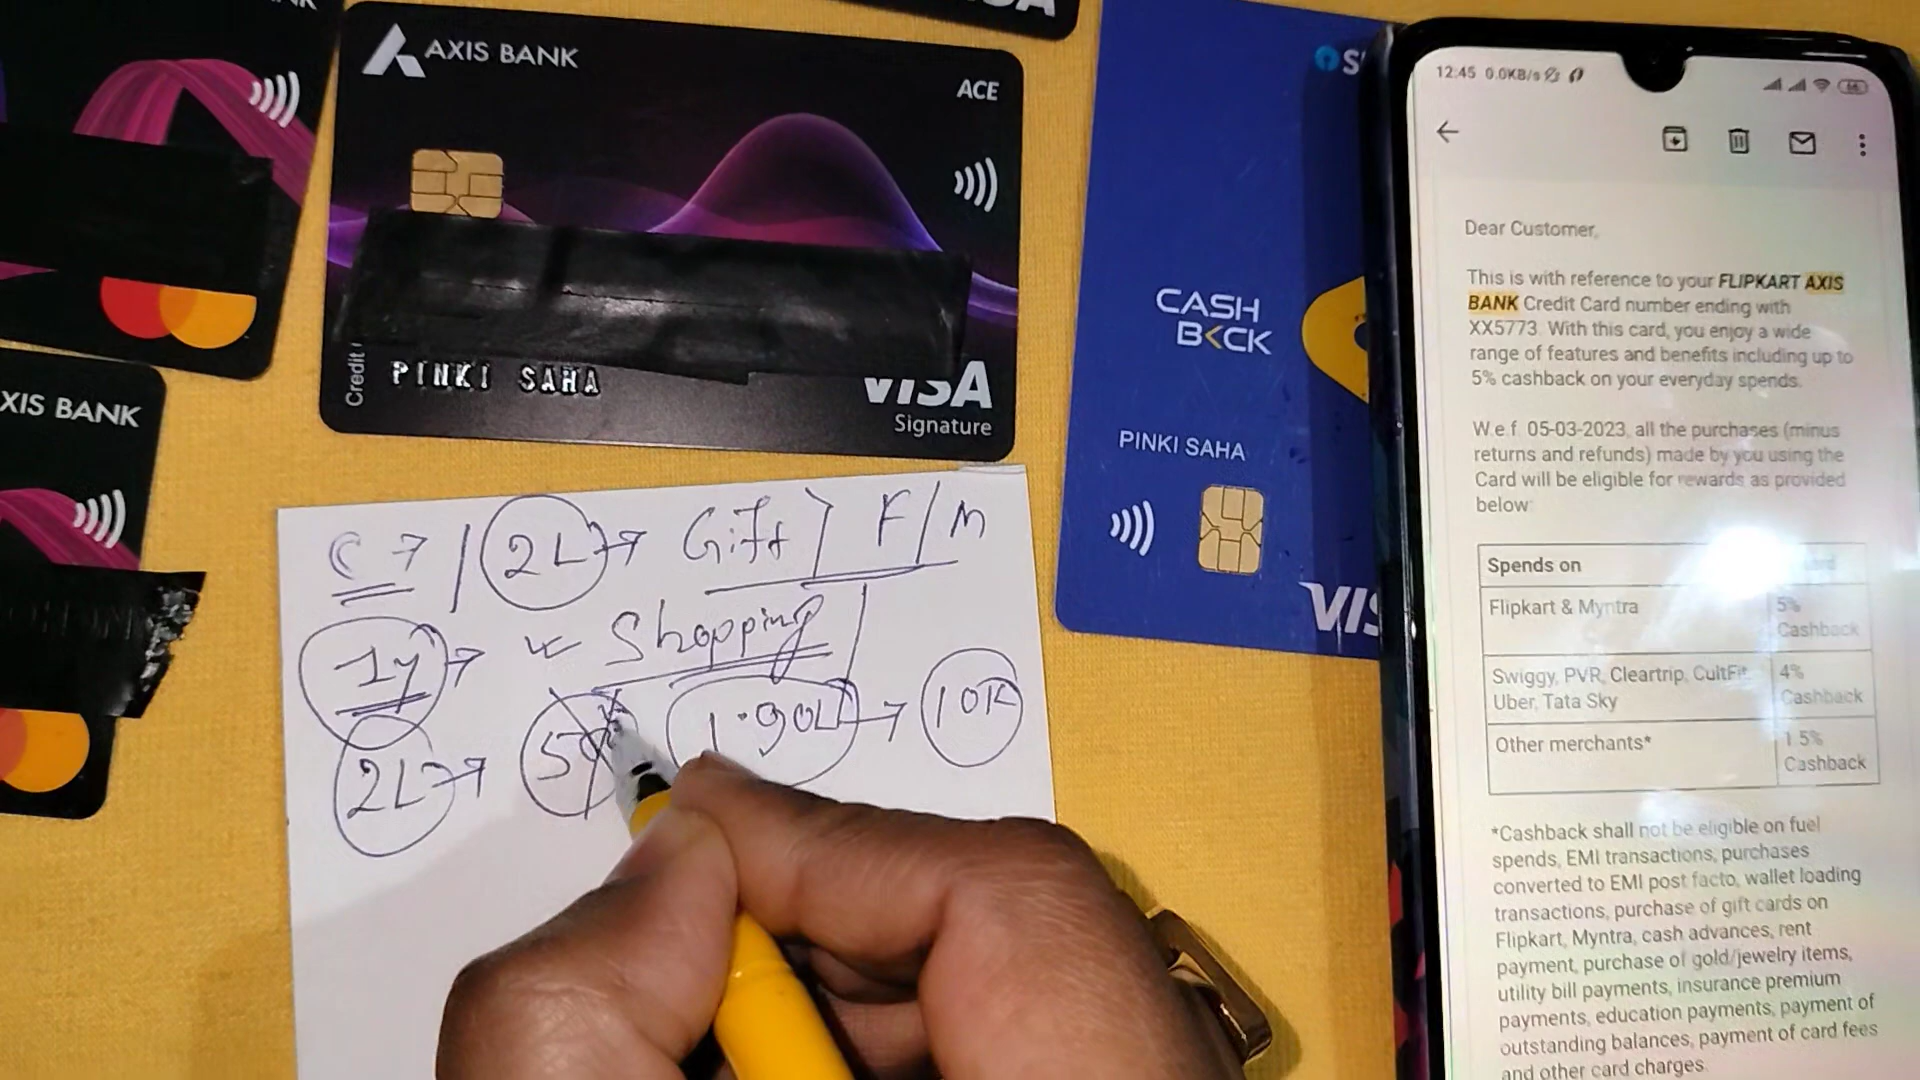 AXIS BANK
ACE
Credit
PINKI SAHA
VISA
Signature
XIS BANK
CASH
BACK
PINKI SAHA
VIS
C → / 2L → Gift > F/M
1y → Shopping
2L → 1.90L → 10K
12:45 0.0KB/s
Dear Customer,
This is with reference to your FLIPKART AXIS
BANK Credit Card number ending with
XX5773. With this card, you enjoy a wide
range of features and benefits including up to
5% cashback on your everyday spends.
W.e.f. 05-03-2023, all the purchases (minus
returns and refunds) made by you using the
Card will be eligible for rewards as provided
below:
Spends on
Flipkart & Myntra 5% Cashback
Swiggy, PVR, Cleartrip, CultFit, 4% Cashback
Uber, Tata Sky
Other merchants* 1.5% Cashback
*Cashback shall not be eligible on fuel
spends, EMI transactions, purchases
converted to EMI post facto, wallet loading
transactions, purchase of gift cards on
Flipkart, Myntra, cash advances, rent
payment, purchase of gold/jewelry items,
utility bill payments, insurance premium
payments, education payments, payment of
outstanding balances, payment of card fees
and other card charges.